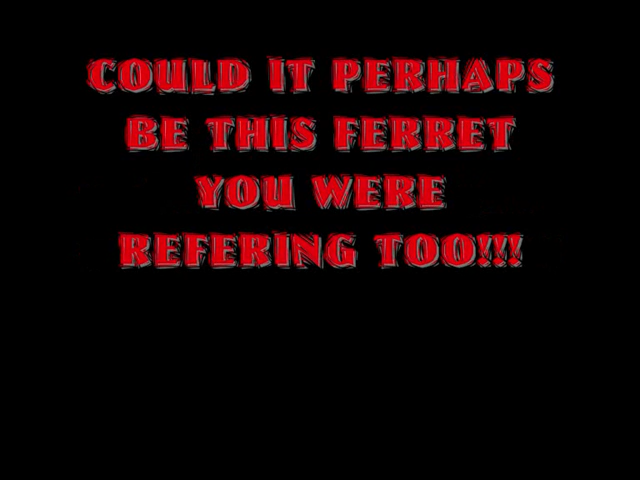 COULD IT PERHAPS
BE THIS FERRET
YOU WERE
REFERING TOO!!!